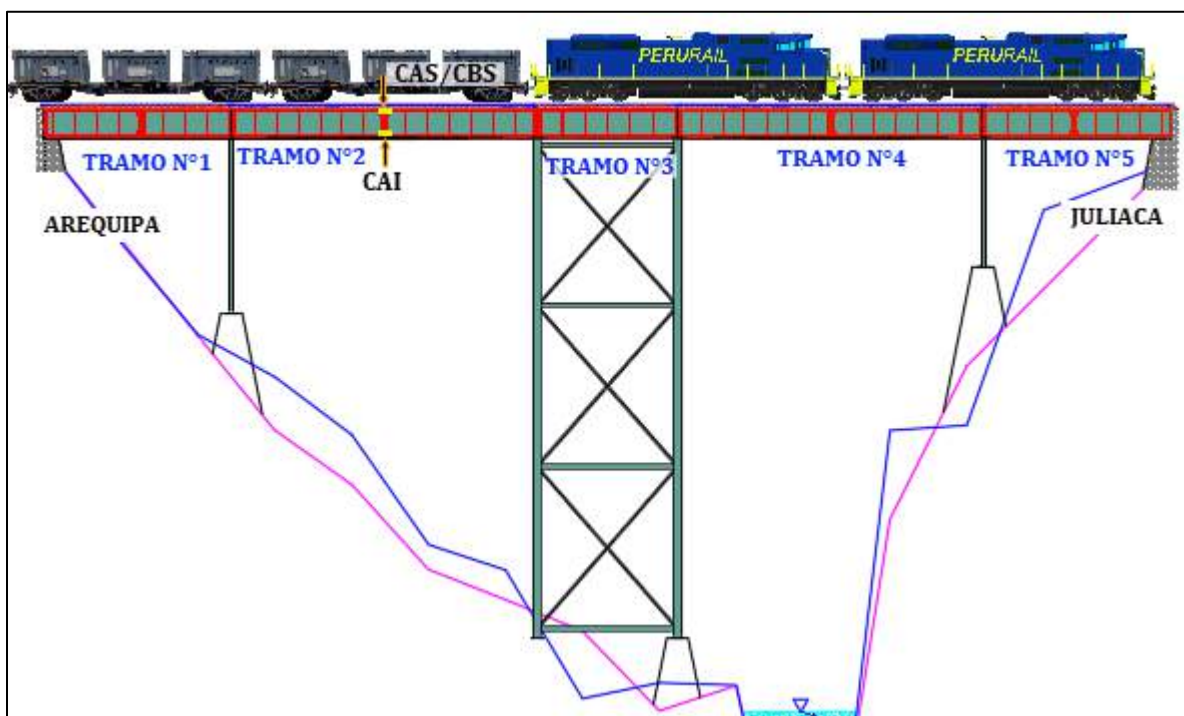 PERURAIL
PERURAIL
CAS/CBS
TRAMO N°1
TRAMO N°2
TRAMO N°3
TRAMO N°4
TRAMO N°5
CAI
AREQUIPA
JULIACA